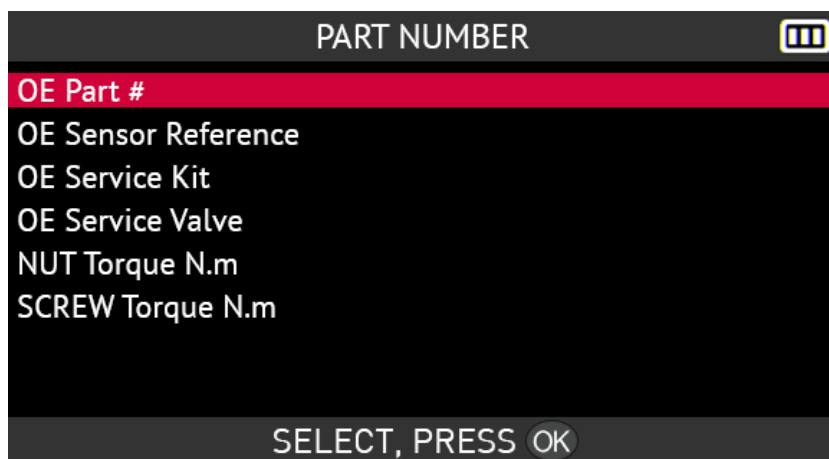 PART NUMBER
OE Part #
OE Sensor Reference
OE Service Kit
OE Service Valve
NUT Torque N.m
SCREW Torque N.m
SELECT, PRESS OK